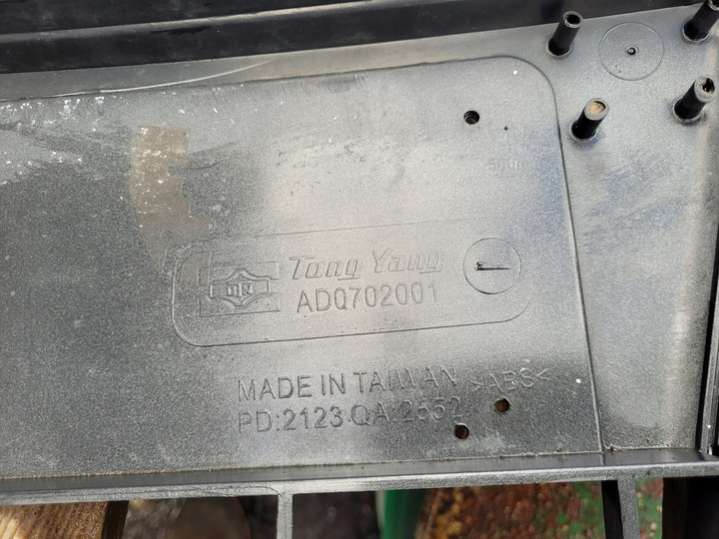 Tong Yang
ADQ702001
MADE IN TAIWAN >ABS<
PD:2123 QA:2552